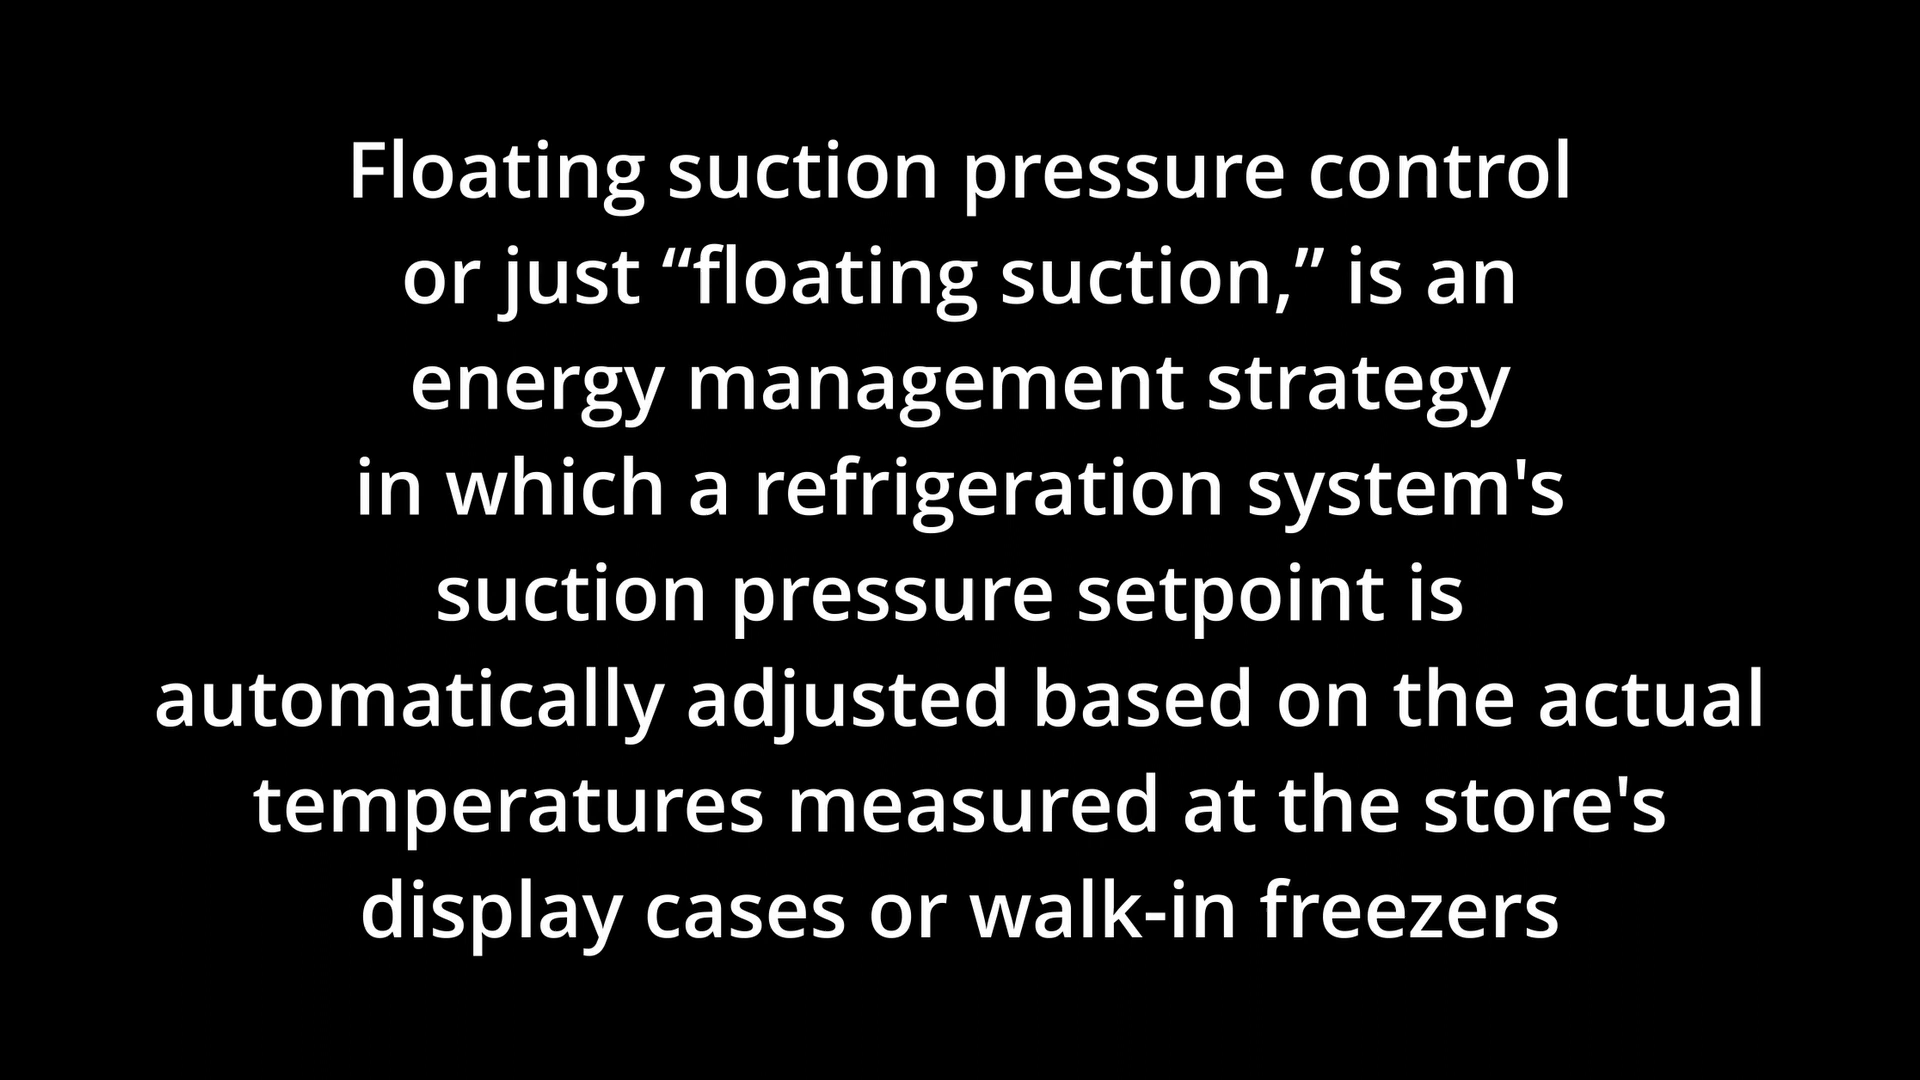 Floating suction pressure control
or just “floating suction,” is an
energy management strategy
in which a refrigeration system's
suction pressure setpoint is
automatically adjusted based on the actual
temperatures measured at the store's
display cases or walk-in freezers